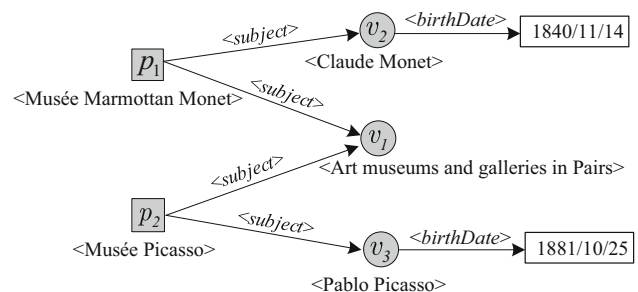 <subject>
v2
<birthDate>
1840/11/14
p1
<Claude Monet>
<Musée Marmottan Monet>
<subject>
v1
<subject>
<Art museums and galleries in Pairs>
p2
<subject>
<birthDate>
<Musée Picasso>
v3
1881/10/25
<Pablo Picasso>